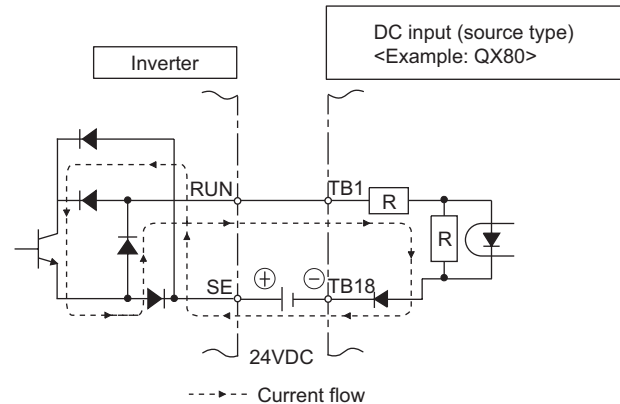 DC input (source type)
<Example: QX80>
Inverter
RUN
TB1
R
R
SE
+
−
TB18
24VDC
Current flow